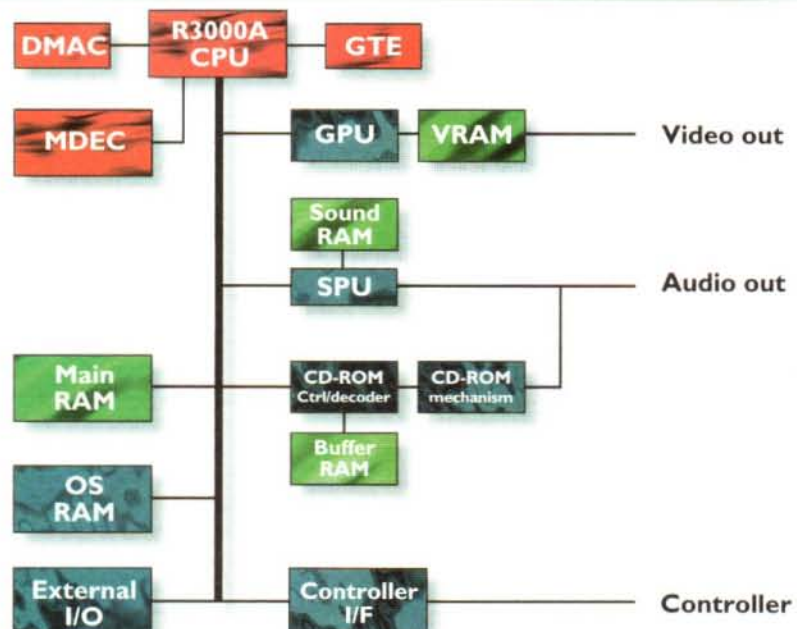 DMAC
R3000A
CPU
GTE
MDEC
GPU
VRAM
Video out
Sound
RAM
SPU
Audio out
Main
RAM
CD-ROM
Ctrl/decoder
CD-ROM
mechanism
Buffer
RAM
OS
RAM
External
I/O
Controller
I/F
Controller